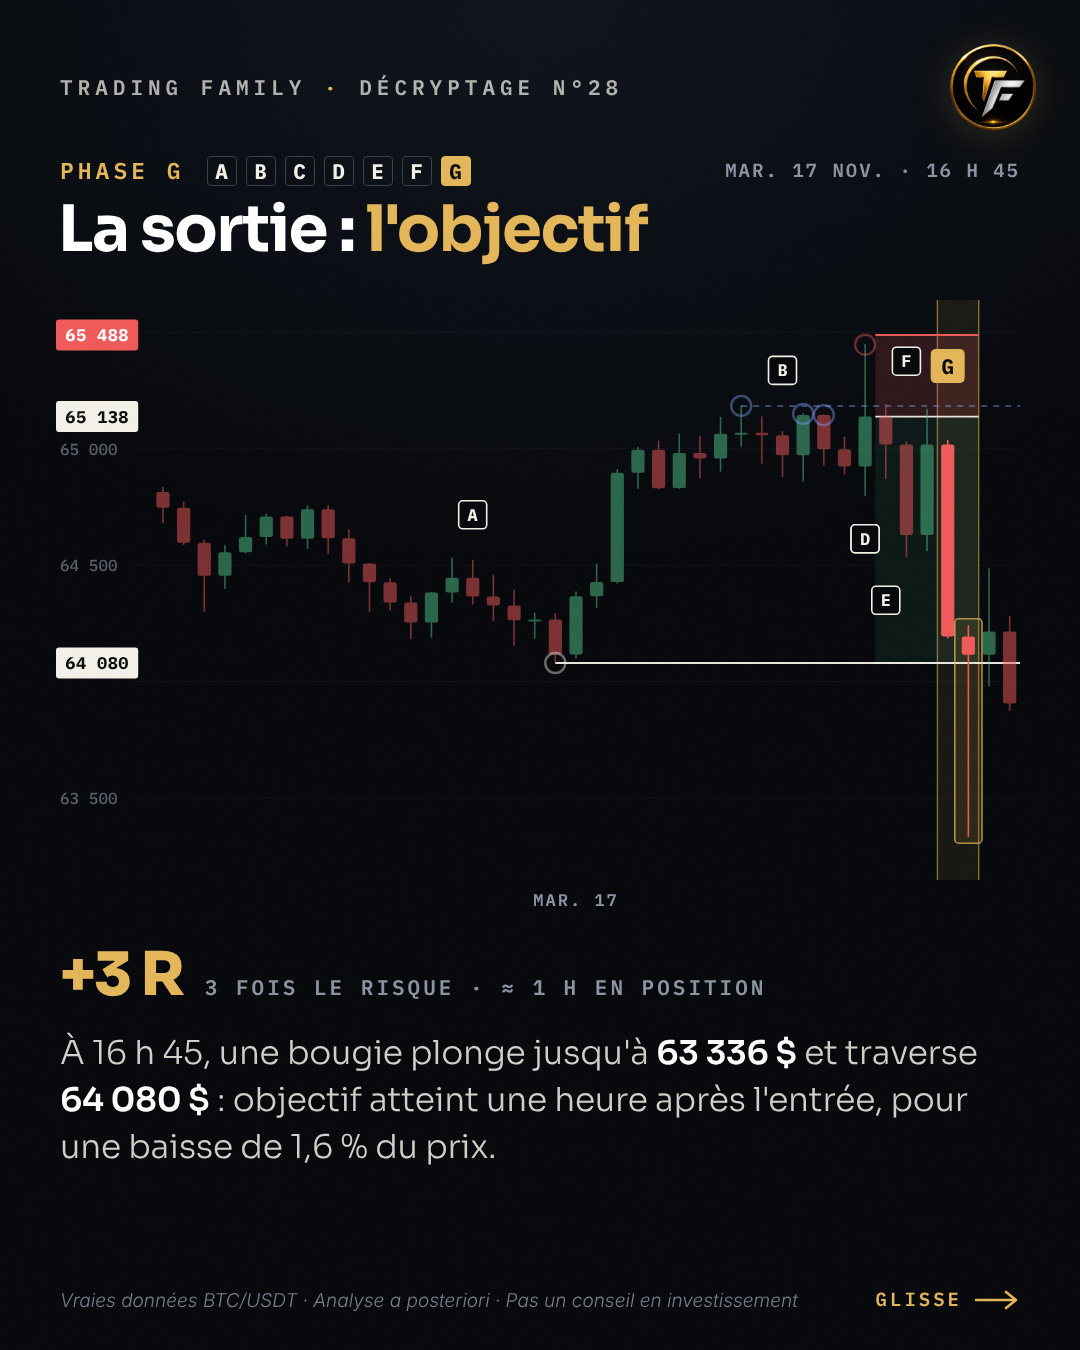 TRADING FAMILY · DÉCRYPTAGE N°28
TF
PHASE G A B C D E F G
MAR. 17 NOV. · 16 H 45
La sortie : l'objectif
65 488
65 138
65 000
64 500
64 080
63 500
A
B
D
E
F
G
MAR. 17
+3 R 3 FOIS LE RISQUE · ≈ 1 H EN POSITION
À 16 h 45, une bougie plonge jusqu'à 63 336 $ et traverse
64 080 $ : objectif atteint une heure après l'entrée, pour
une baisse de 1,6 % du prix.
Vraies données BTC/USDT · Analyse a posteriori · Pas un conseil en investissement
GLISSE →